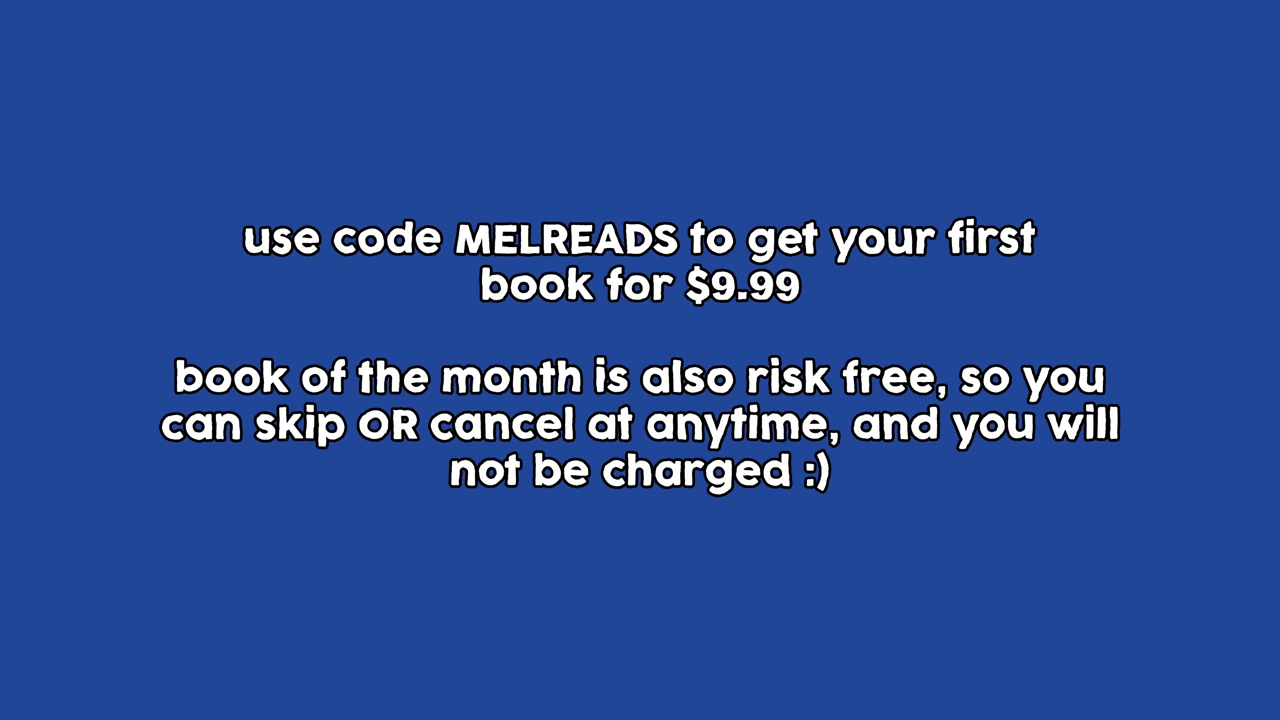 use code MELREADS to get your first
book for $9.99
book of the month is also risk free, so you
can skip OR cancel at anytime, and you will
not be charged :)